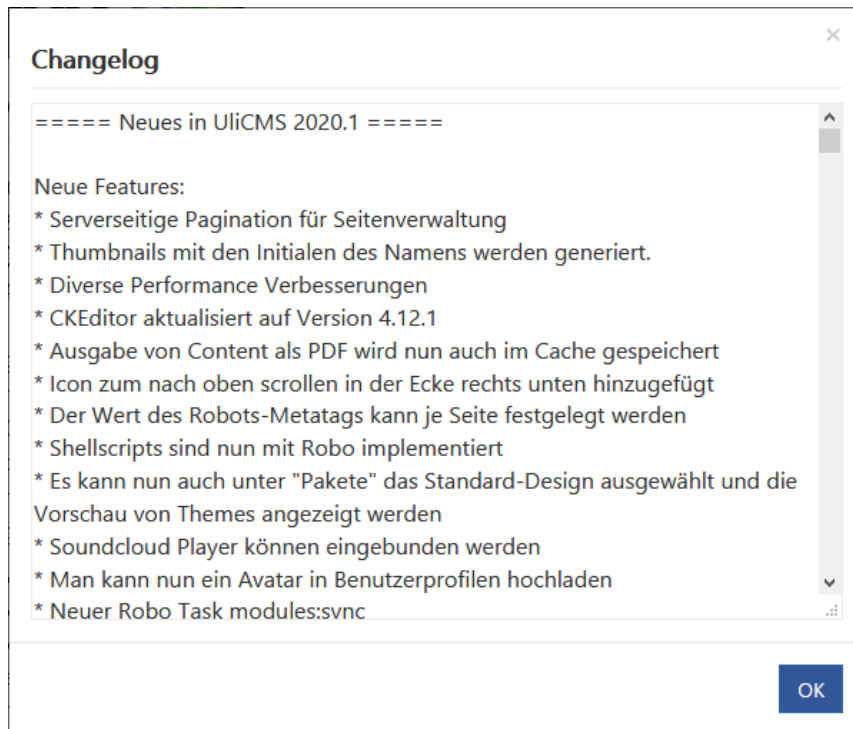 Changelog
===== Neues in UliCMS 2020.1 =====
Neue Features:
* Serverseitige Pagination für Seitenverwaltung
* Thumbnails mit den Initialen des Namens werden generiert.
* Diverse Performance Verbesserungen
* CKEditor aktualisiert auf Version 4.12.1
* Ausgabe von Content als PDF wird nun auch im Cache gespeichert
* Icon zum nach oben scrollen in der Ecke rechts unten hinzugefügt
* Der Wert des Robots-Metatags kann je Seite festgelegt werden
* Shellscripts sind nun mit Robo implementiert
* Es kann nun auch unter "Pakete" das Standard-Design ausgewählt und die
Vorschau von Themes angezeigt werden
* Soundcloud Player können eingebunden werden
* Man kann nun ein Avatar in Benutzerprofilen hochladen
* Neuer Robo Task modules:sync
OK